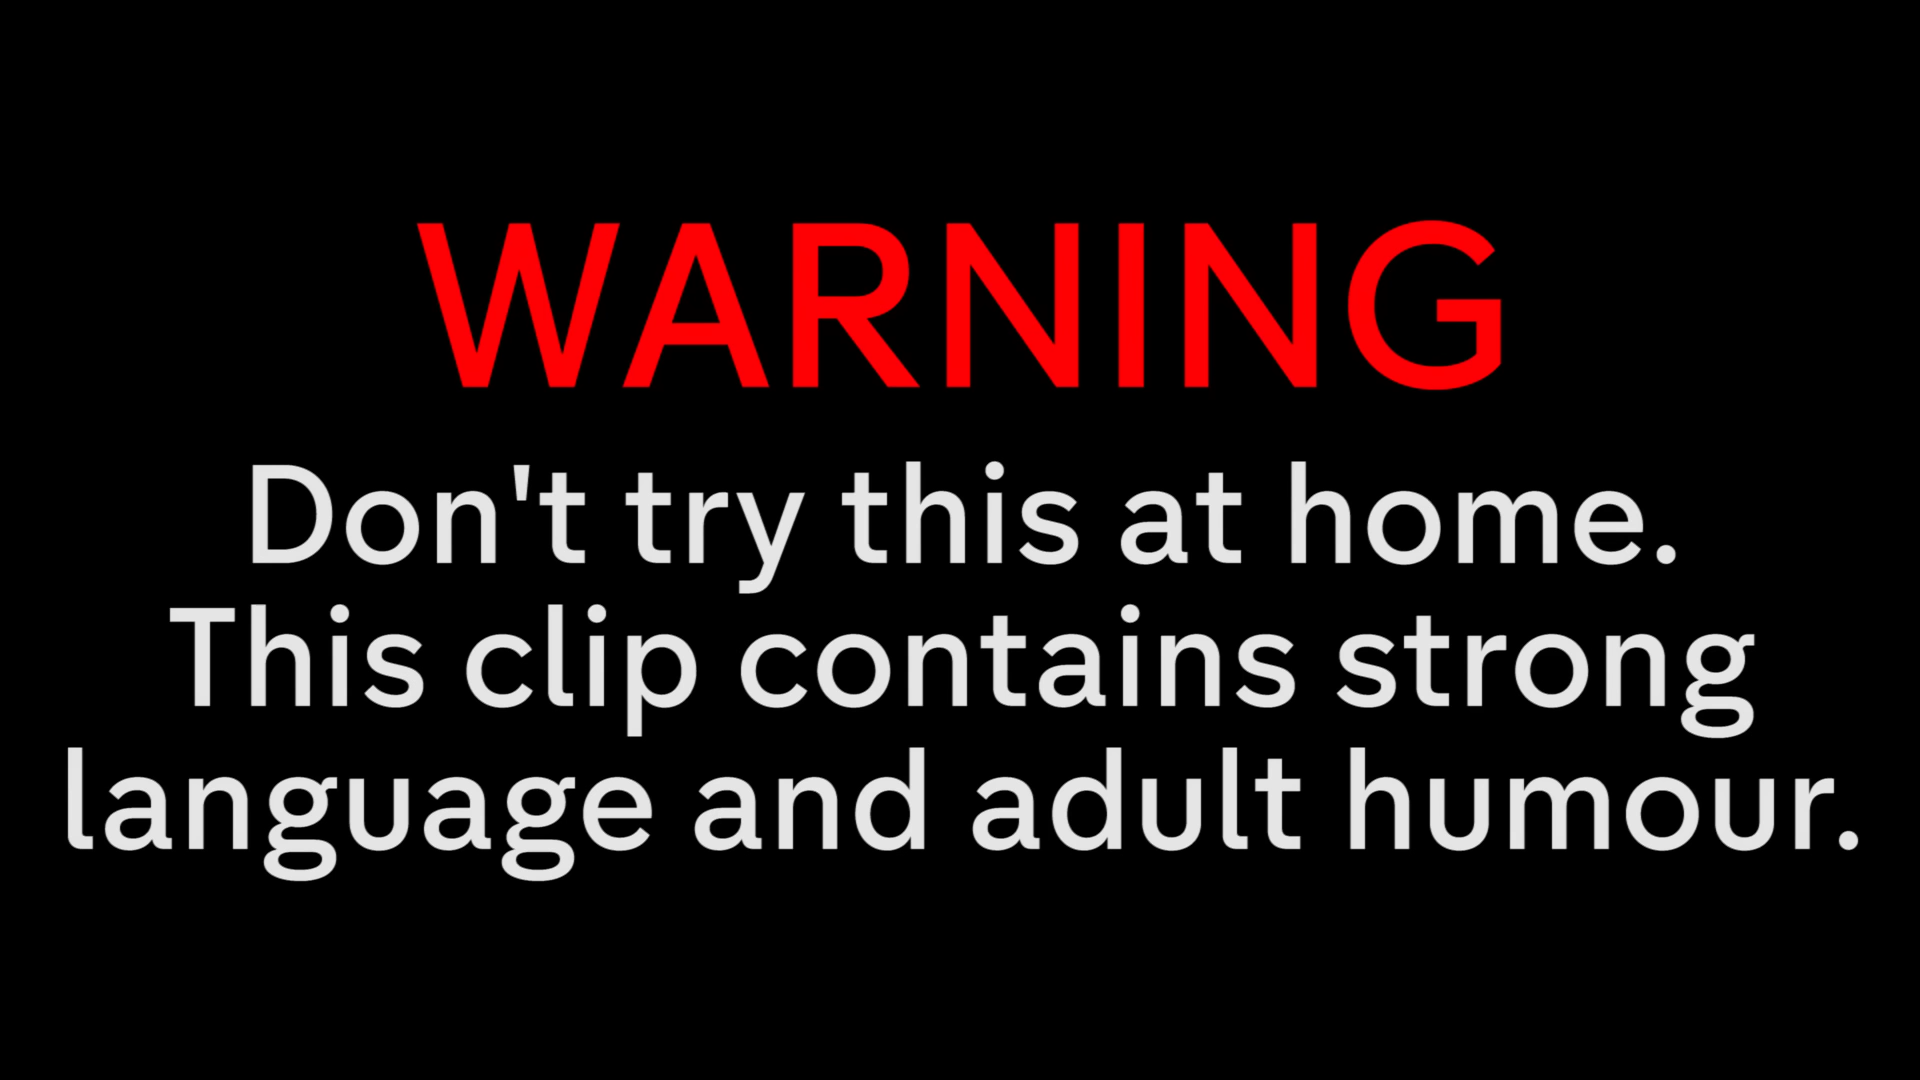 WARNING
Don't try this at home.
This clip contains strong
language and adult humour.